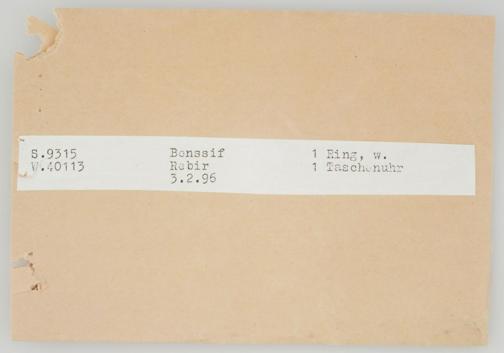 S.9315 Bonssif 1 Ring, w.
W.40113 Rabir 1 Taschenuhr
3.2.96